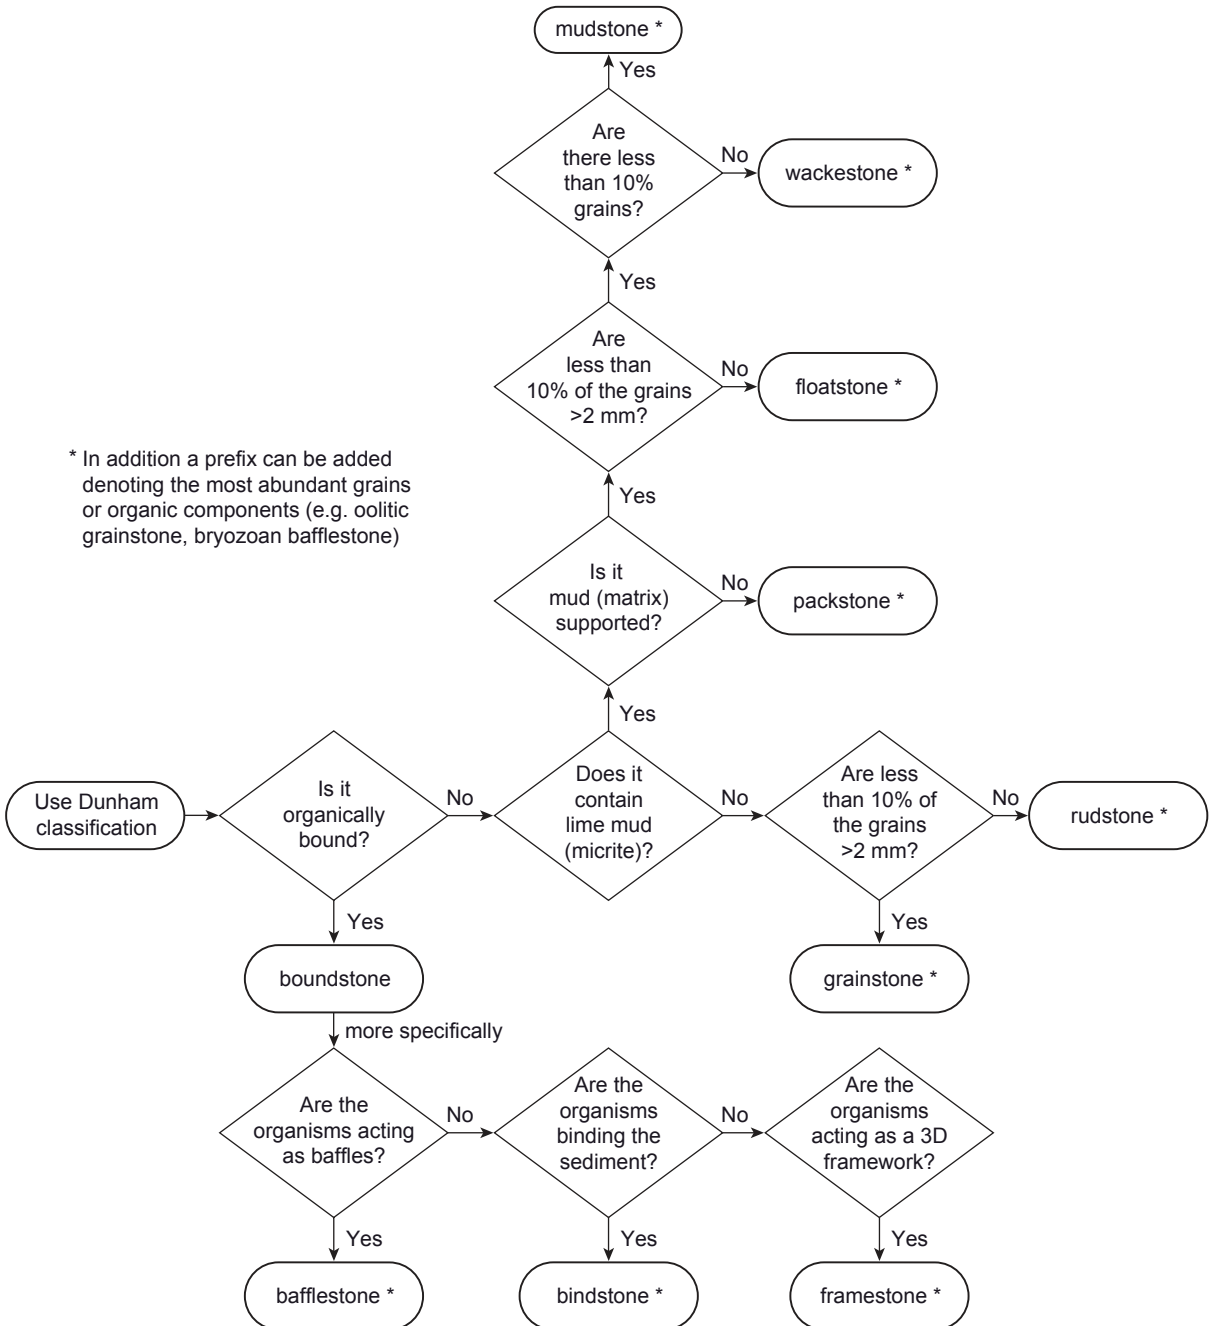 mudstone *
Yes
Are
there less
than 10%
grains?
No
wackestone *
Yes
Are
less than
10% of the grains
>2 mm?
No
floatstone *
* In addition a prefix can be added
denoting the most abundant grains
or organic components (e.g. oolitic
grainstone, bryozoan bafflestone)
Yes
Is it
mud (matrix)
supported?
No
packstone *
Yes
Use Dunham
classification
Is it
organically
bound?
No
Does it
contain
lime mud
(micrite)?
No
Are less
than 10% of
the grains
>2 mm?
No
rudstone *
Yes
Yes
boundstone
grainstone *
more specifically
Are the
organisms acting
as baffles?
No
Are the
organisms
binding the
sediment?
No
Are the
organisms
acting as a 3D
framework?
Yes
Yes
Yes
bafflestone *
bindstone *
framestone *